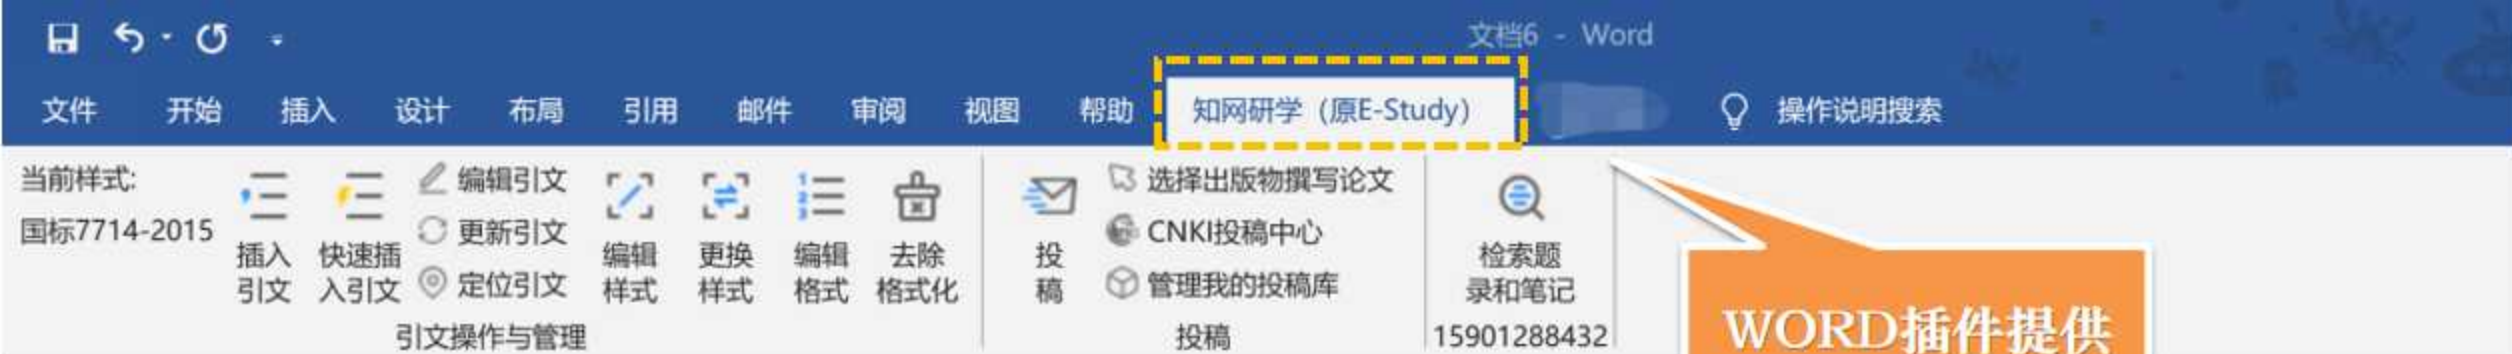 文档6 - Word
文件 开始 插入 设计 布局 引用 邮件 审阅 视图 帮助 知网研学（原E-Study） 操作说明搜索
当前样式:
国标7714-2015
插入
引文
快速插
入引文
编辑引文
更新引文
定位引文
编辑
样式
更换
样式
编辑
格式
去除
格式化
引文操作与管理
投
稿
选择出版物撰写论文
CNKI投稿中心
管理我的投稿库
投稿
检索题
录和笔记
15901288432
WORD插件提供